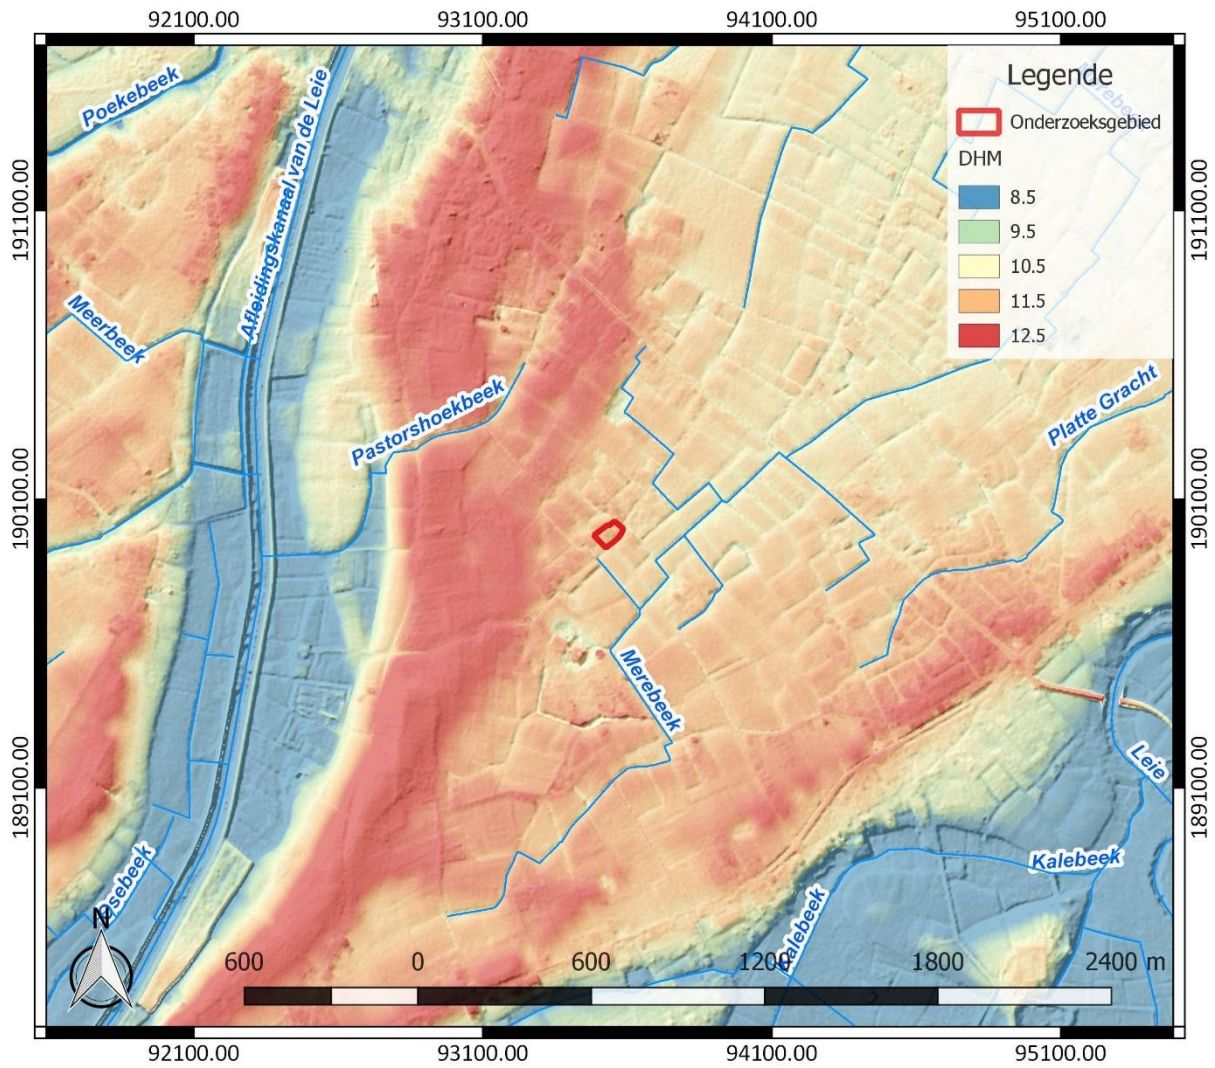 92100.00 93100.00 94100.00 95100.00
Legende
Onderzoeksgebied
DHM
8.5
9.5
10.5
11.5
12.5
Poekebeek
Afleidingskanaal van de Leie
191100.00
191100.00
Meerbeek
Pastorshoekbeek
Platte Gracht
190100.00
190100.00
Merebeek
Leie
189100.00
189100.00
Kalebeek
Kalebeek
N
600 0 600 1200 1800 2400 m
92100.00 93100.00 94100.00 95100.00